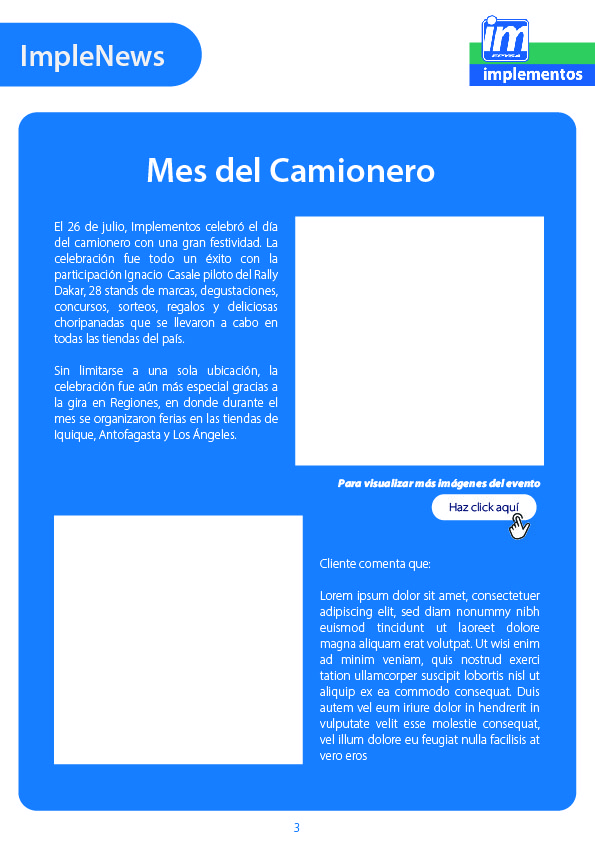 ImpleNews
im
EPYSA
implementos
Mes del Camionero
El 26 de julio, Implementos celebró el día
del camionero con una gran festividad. La
celebración fue todo un éxito con la
participación Ignacio Casale piloto del Rally
Dakar, 28 stands de marcas, degustaciones,
concursos, sorteos, regalos y deliciosas
choripanadas que se llevaron a cabo en
todas las tiendas del país.
Sin limitarse a una sola ubicación, la
celebración fue aún más especial gracias a
la gira en Regiones, en donde durante el
mes se organizaron ferias en las tiendas de
Iquique, Antofagasta y Los Ángeles.
Para visualizar más imágenes del evento
Haz click aquí
Cliente comenta que:
Lorem ipsum dolor sit amet, consectetuer
adipiscing elit, sed diam nonummy nibh
euismod tincidunt ut laoreet dolore
magna aliquam erat volutpat. Ut wisi enim
ad minim veniam, quis nostrud exerci
tation ullamcorper suscipit lobortis nisl ut
aliquip ex ea commodo consequat. Duis
autem vel eum iriure dolor in hendrerit in
vulputate velit esse molestie consequat,
vel illum dolore eu feugiat nulla facilisis at
vero eros
3